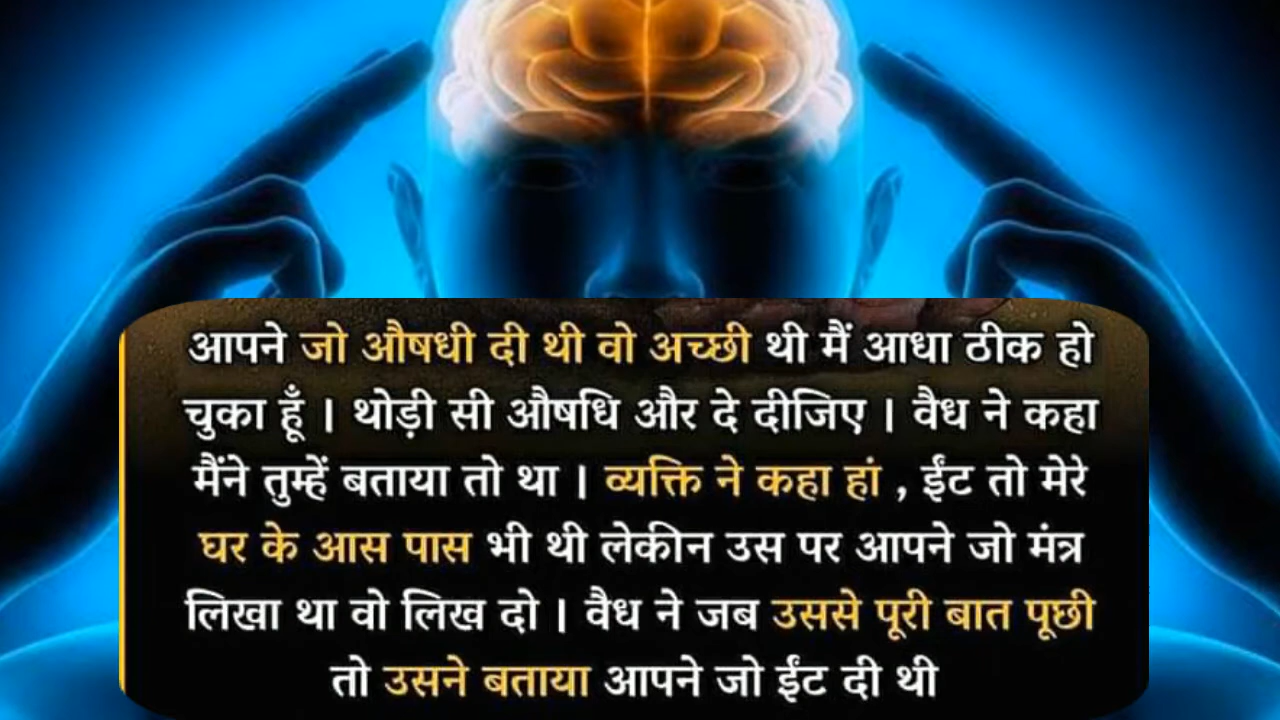 आपने जो औषधी दी थी वो अच्छी थी मैं आधा ठीक हो
चुका हूँ । थोड़ी सी औषधि और दे दीजिए । वैध ने कहा
मैंने तुम्हें बताया तो था । व्यक्ति ने कहा हां , ईंट तो मेरे
घर के आस पास भी थी लेकीन उस पर आपने जो मंत्र
लिखा था वो लिख दो । वैध ने जब उससे पूरी बात पूछी
तो उसने बताया आपने जो ईंट दी थी